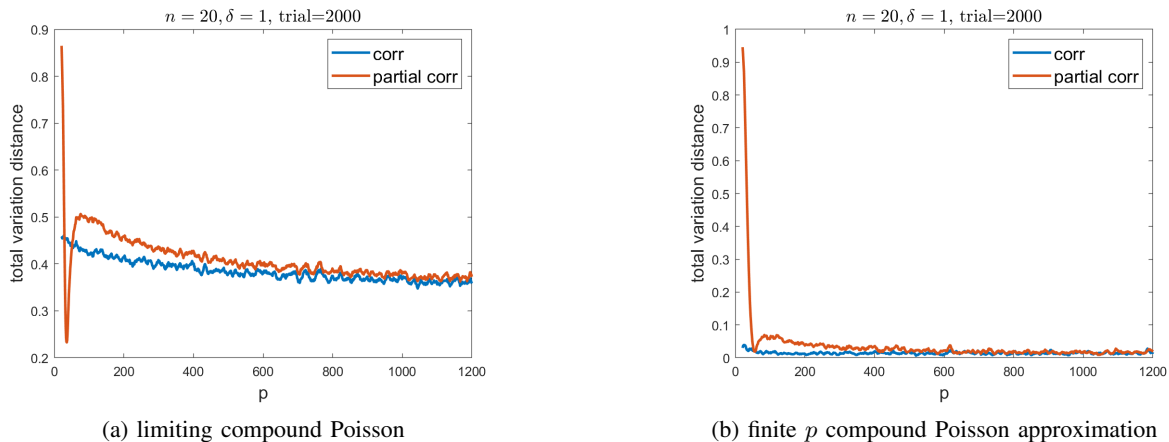 n = 20, δ = 1, trial=2000
0.9
0.8
0.7
0.6
0.5
0.4
0.3
0.2
total variation distance
corr
partial corr
0 200 400 600 800 1000 1200
p
(a) limiting compound Poisson
n = 20, δ = 1, trial=2000
1
0.9
0.8
0.7
0.6
0.5
0.4
0.3
0.2
0.1
0
total variation distance
corr
partial corr
0 200 400 600 800 1000 1200
p
(b) finite p compound Poisson approximation